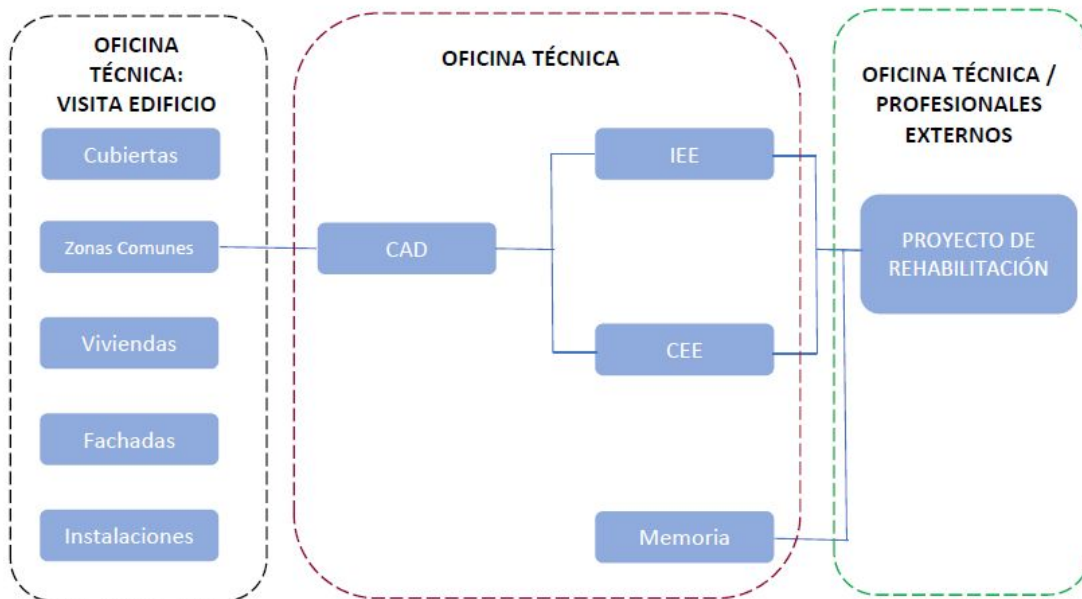 OFICINA
TÉCNICA:
VISITA EDIFICIO
Cubiertas
Zonas Comunes
Viviendas
Fachadas
Instalaciones
OFICINA TÉCNICA
CAD
IEE
CEE
Memoria
OFICINA TÉCNICA /
PROFESIONALES
EXTERNOS
PROYECTO DE
REHABILITACIÓN